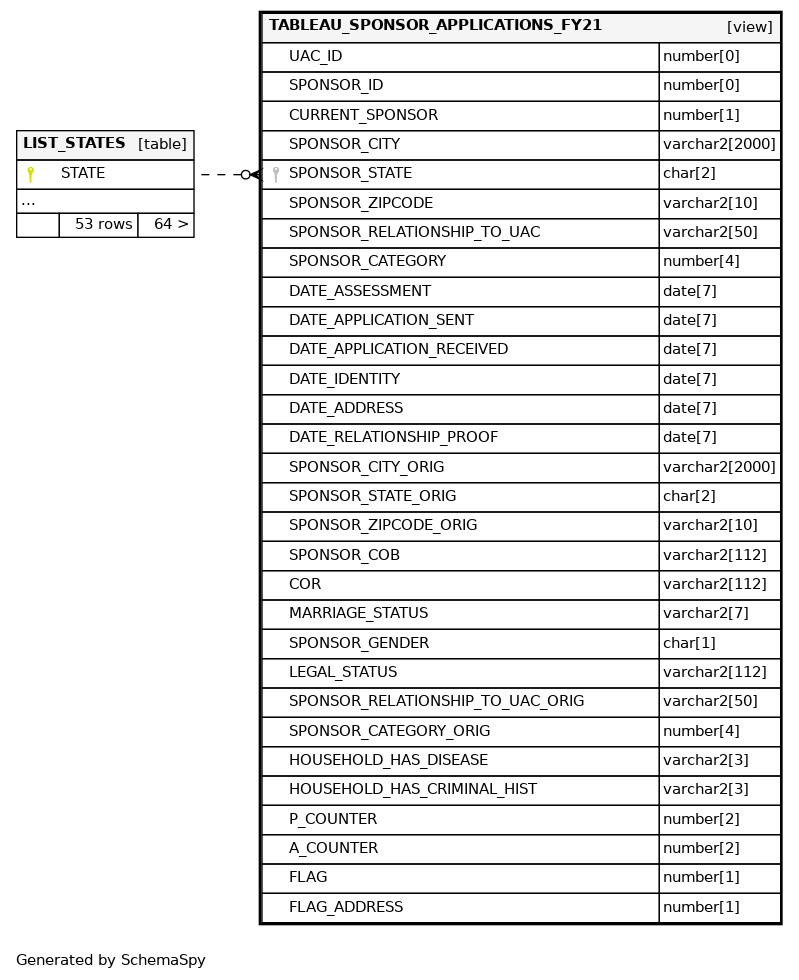 TABLEAU_SPONSOR_APPLICATIONS_FY21 [view]
UAC_ID number[0]
SPONSOR_ID number[0]
CURRENT_SPONSOR number[1]
SPONSOR_CITY varchar2[2000]
LIST_STATES [table]
STATE
...
53 rows 64 >
SPONSOR_STATE char[2]
SPONSOR_ZIPCODE varchar2[10]
SPONSOR_RELATIONSHIP_TO_UAC varchar2[50]
SPONSOR_CATEGORY number[4]
DATE_ASSESSMENT date[7]
DATE_APPLICATION_SENT date[7]
DATE_APPLICATION_RECEIVED date[7]
DATE_IDENTITY date[7]
DATE_ADDRESS date[7]
DATE_RELATIONSHIP_PROOF date[7]
SPONSOR_CITY_ORIG varchar2[2000]
SPONSOR_STATE_ORIG char[2]
SPONSOR_ZIPCODE_ORIG varchar2[10]
SPONSOR_COB varchar2[112]
COR varchar2[112]
MARRIAGE_STATUS varchar2[7]
SPONSOR_GENDER char[1]
LEGAL_STATUS varchar2[112]
SPONSOR_RELATIONSHIP_TO_UAC_ORIG varchar2[50]
SPONSOR_CATEGORY_ORIG number[4]
HOUSEHOLD_HAS_DISEASE varchar2[3]
HOUSEHOLD_HAS_CRIMINAL_HIST varchar2[3]
P_COUNTER number[2]
A_COUNTER number[2]
FLAG number[1]
FLAG_ADDRESS number[1]
Generated by SchemaSpy